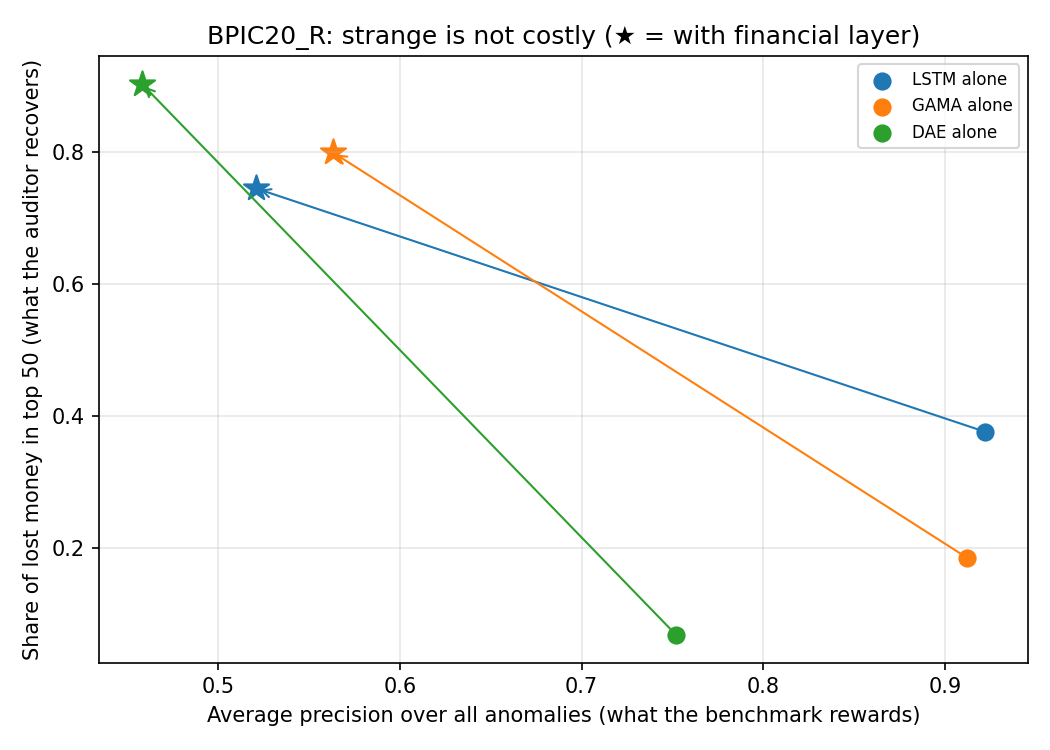 BPIC20_R: strange is not costly (★ = with financial layer)
LSTM alone
GAMA alone
DAE alone
Share of lost money in top 50 (what the auditor recovers)
0.8
0.6
0.4
0.2
0.5 0.6 0.7 0.8 0.9
Average precision over all anomalies (what the benchmark rewards)